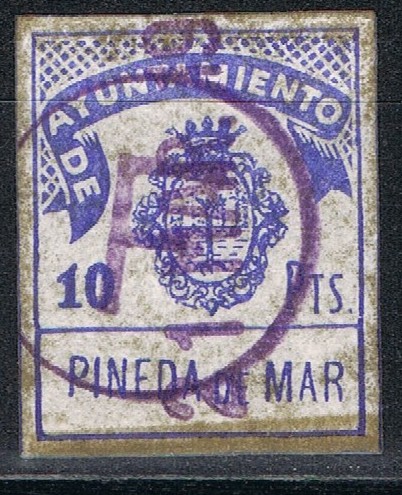 AYUNTAMIENTO
DE
10 PTS.
PINEDA DE MAR